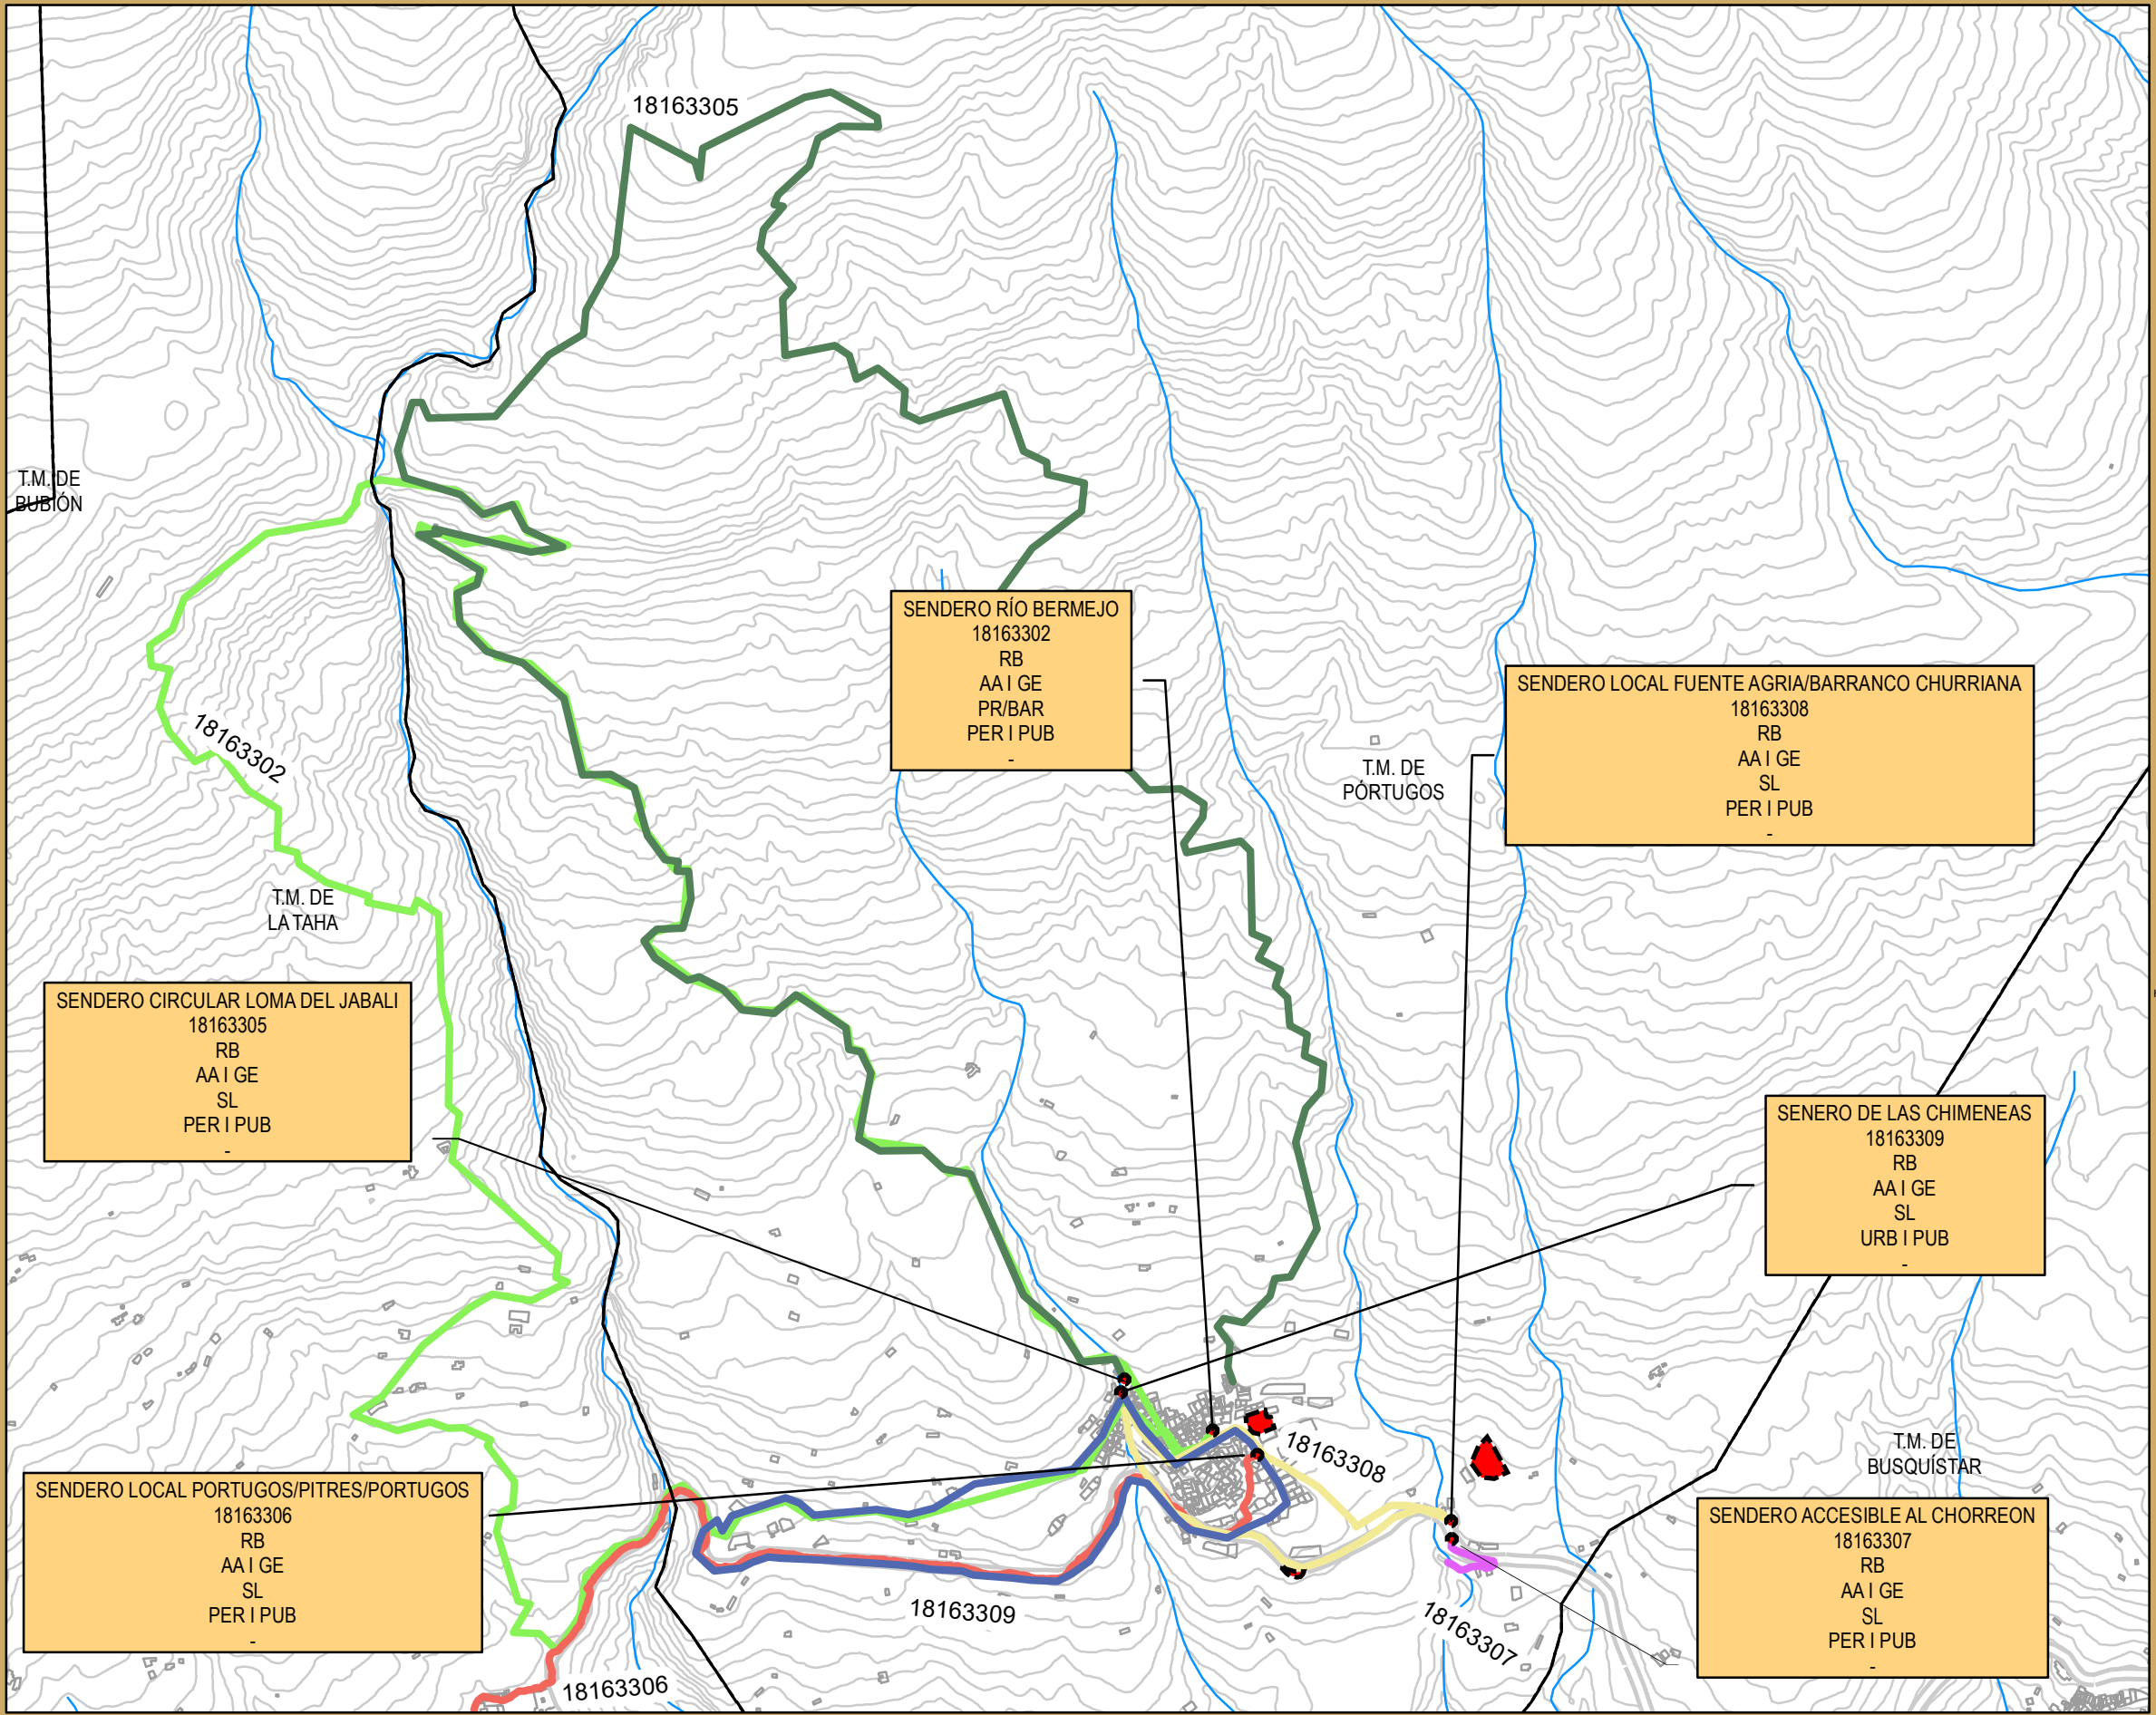 18163305
T.M. DE
BUBIÓN
SENDERO RÍO BERMEJO
18163302
RB
AA I GE
PR/BAR
PER I PUB
-
SENDERO LOCAL FUENTE AGRIA/BARRANCO CHURRIANA
18163308
RB
AA I GE
SL
PER I PUB
-
18163302
T.M. DE
PÓRTUGOS
T.M. DE
LA TAHA
SENDERO CIRCULAR LOMA DEL JABALI
18163305
RB
AA I GE
SL
PER I PUB
-
SENERO DE LAS CHIMENEAS
18163309
RB
AA I GE
SL
URB I PUB
-
18163308
T.M. DE
BUSQUÍSTAR
SENDERO LOCAL PORTUGOS/PITRES/PORTUGOS
18163306
RB
AA I GE
SL
PER I PUB
-
SENDERO ACCESIBLE AL CHORREON
18163307
RB
AA I GE
SL
PER I PUB
-
18163309
18163307
18163306